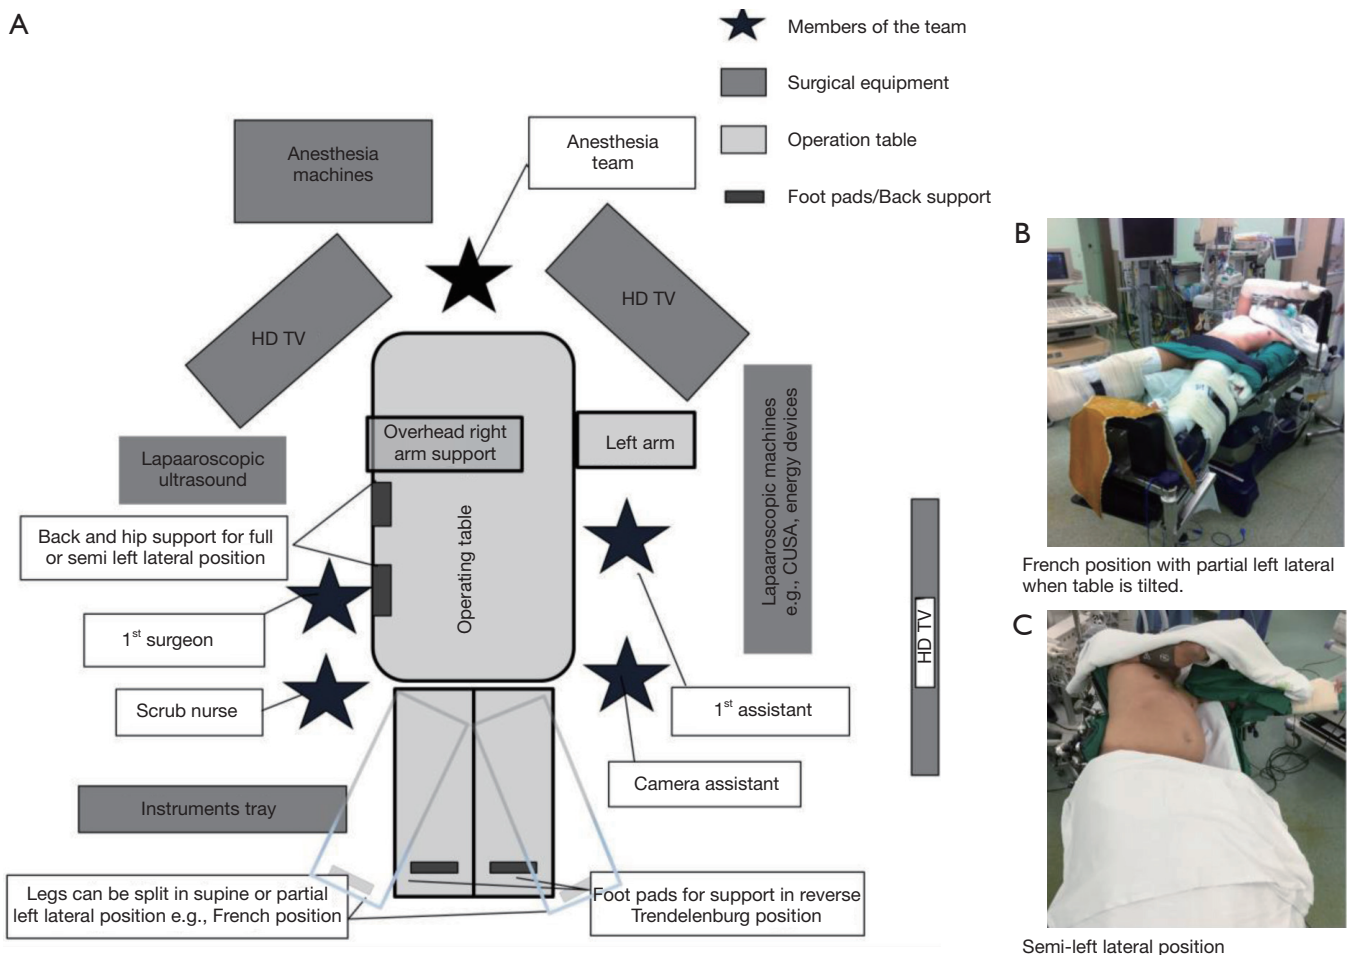 A
Members of the team
Surgical equipment
Operation table
Foot pads/Back support
Anesthesia
machines
Anesthesia
team
HD TV
HD TV
Overhead right
arm support
Left arm
Lapaaroscopic
ultrasound
Lapaaroscopic machines
e.g., CUSA, energy devices
Back and hip support for full
or semi left lateral position
Operating table
HD TV
1st surgeon
Scrub nurse
1st assistant
Camera assistant
Instruments tray
Legs can be split in supine or partial
left lateral position e.g., French position
Foot pads for support in reverse
Trendelenburg position
B
French position with partial left lateral
when table is tilted.
C
Semi-left lateral position